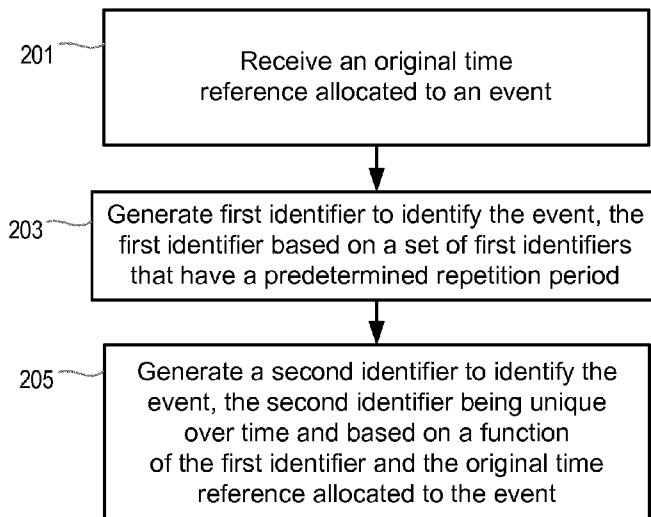 201
Receive an original time
reference allocated to an event
203
Generate first identifier to identify the event, the
first identifier based on a set of first identifiers
that have a predetermined repetition period
205
Generate a second identifier to identify the
event, the second identifier being unique
over time and based on a function
of the first identifier and the original time
reference allocated to the event